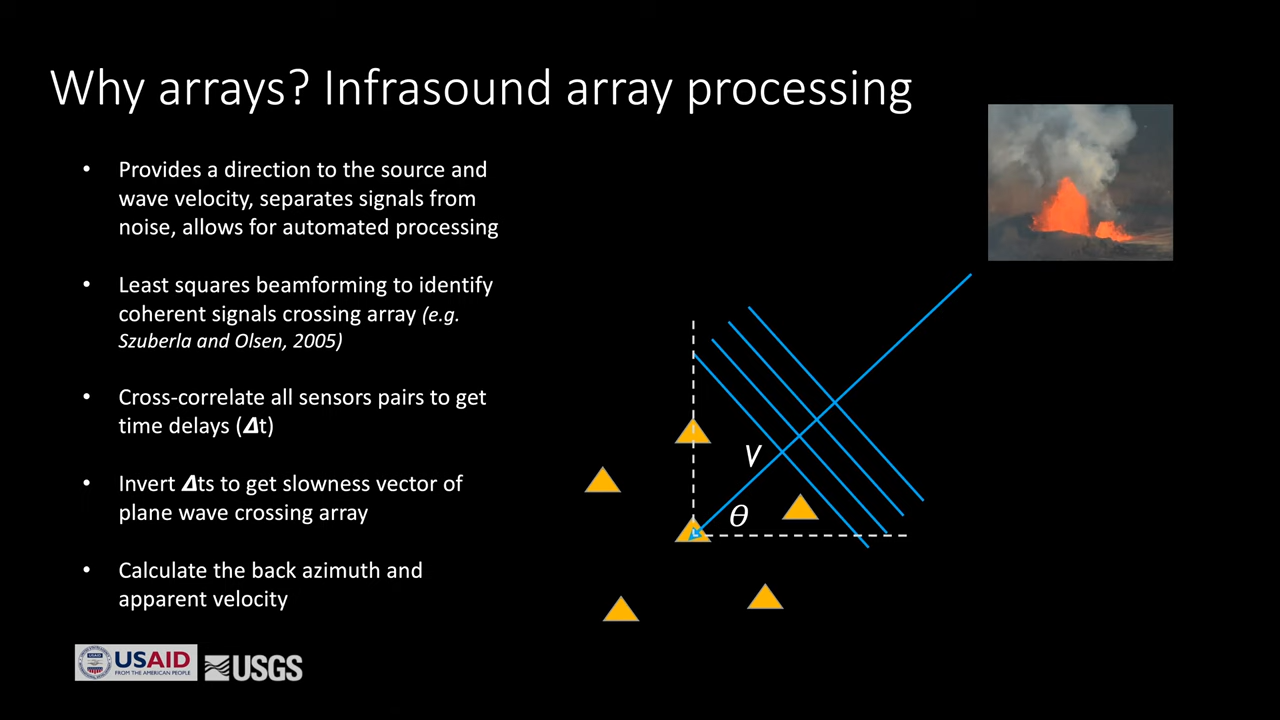 Why arrays? Infrasound array processing
• Provides a direction to the source and
wave velocity, separates signals from
noise, allows for automated processing
• Least squares beamforming to identify
coherent signals crossing array (e.g.
Szuberla and Olsen, 2005)
• Cross-correlate all sensors pairs to get
time delays (Δt)
• Invert Δts to get slowness vector of
plane wave crossing array
• Calculate the back azimuth and
apparent velocity
V
θ
USAID
FROM THE AMERICAN PEOPLE
USGS